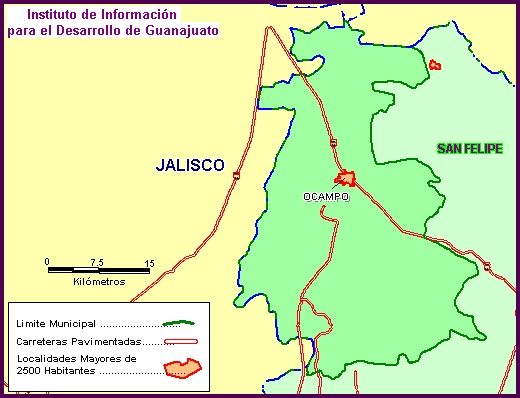 Instituto de Información
para el Desarrollo de Guanajuato
SAN FELIPE
JALISCO
OCAMPO
0 7.5 15
Kilómetros
Limite Municipal
Carreteras Pavimentadas
Localidades Mayores de
2500 Habitantes